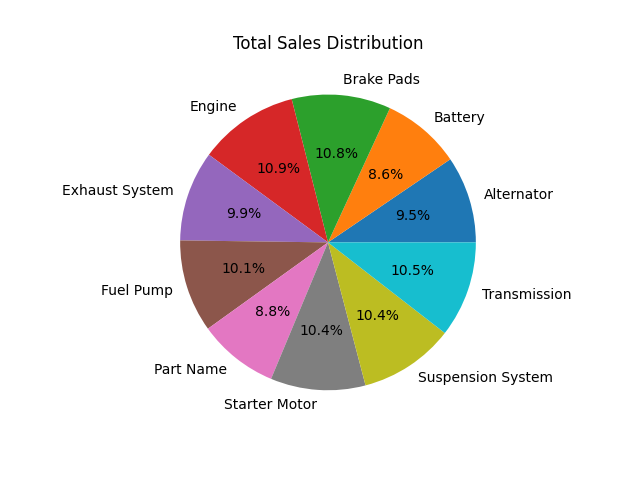 Total Sales Distribution
Brake Pads
Engine
Battery
10.8%
10.9%
8.6%
Exhaust System
Alternator
9.9%
9.5%
10.1%
10.5%
Fuel Pump
Transmission
8.8%
10.4%
10.4%
Part Name
Suspension System
Starter Motor